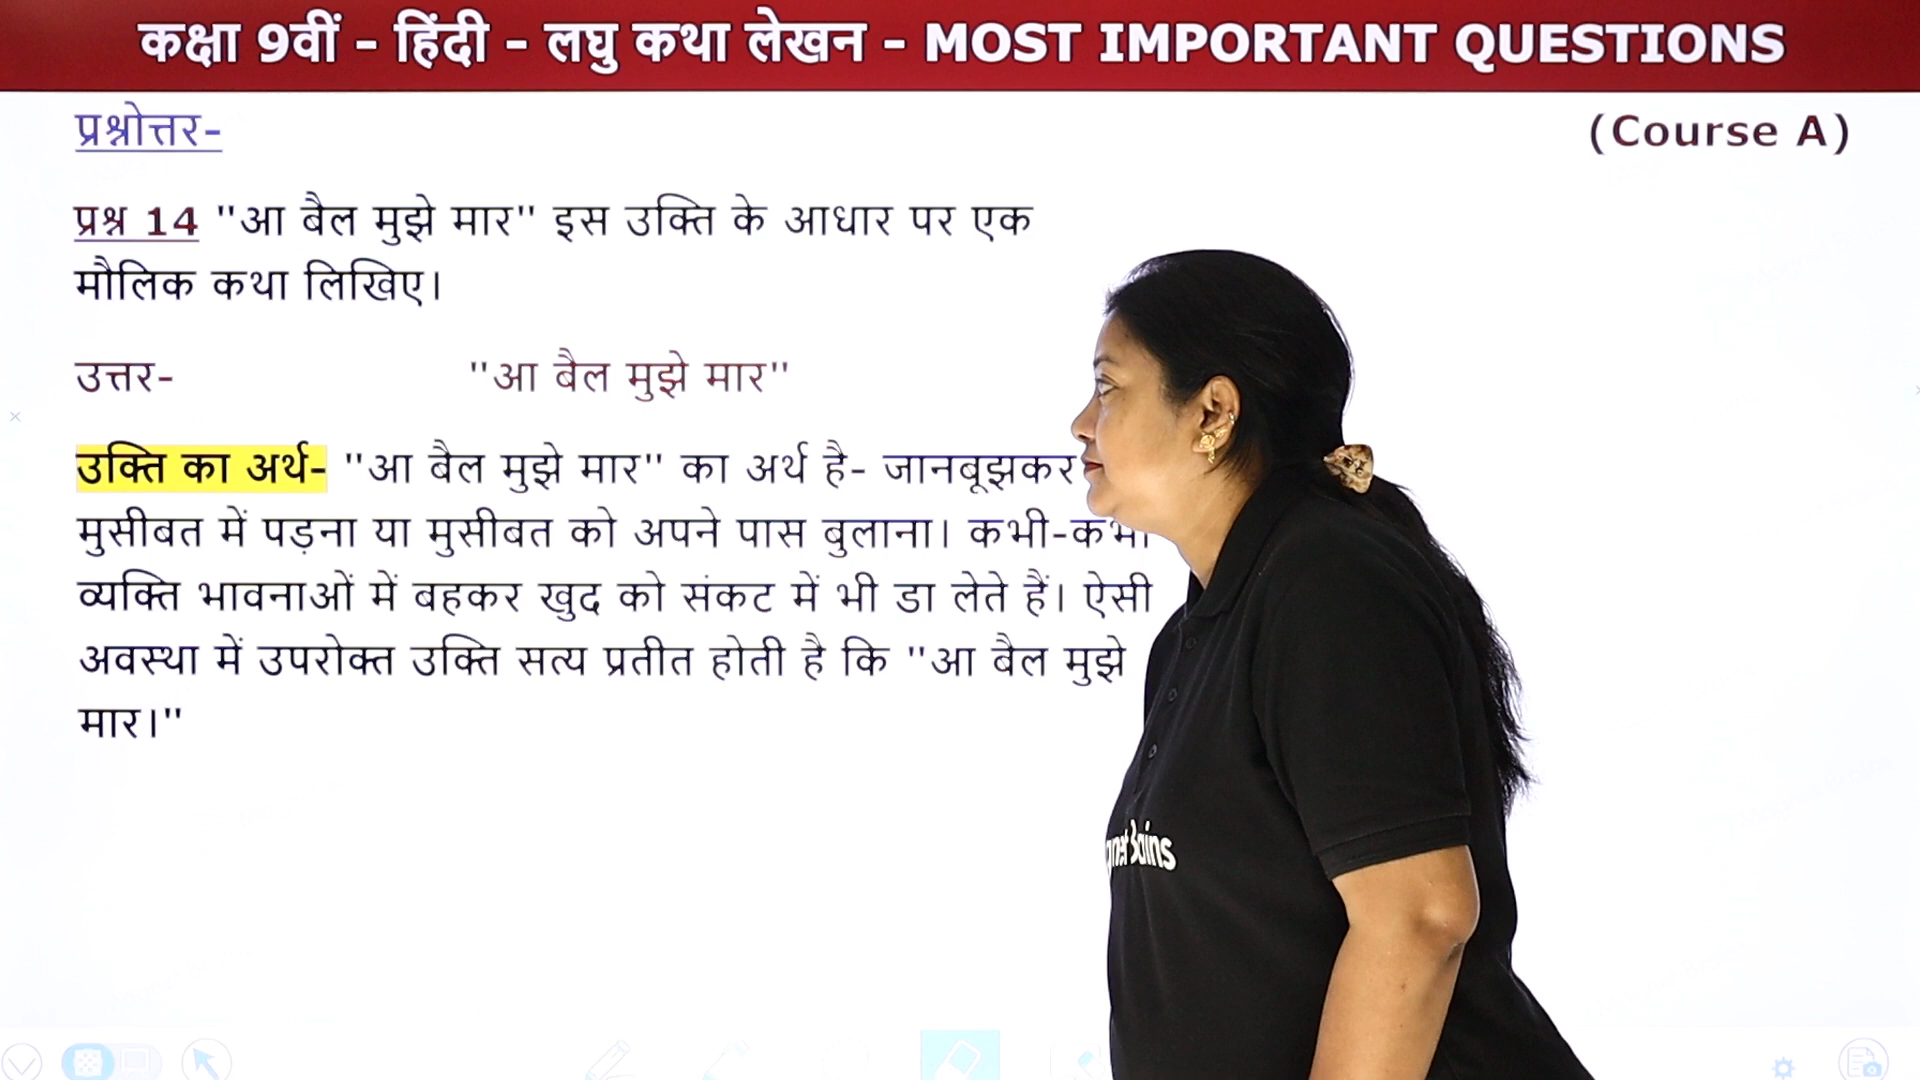 कक्षा 9वीं - हिंदी - लघु कथा लेखन - MOST IMPORTANT QUESTIONS
प्रश्नोत्तर-
(Course A)
प्रश्न 14 "आ बैल मुझे मार" इस उक्ति के आधार पर एक
मौलिक कथा लिखिए।
उत्तर- "आ बैल मुझे मार"
उक्ति का अर्थ- "आ बैल मुझे मार" का अर्थ है- जानबूझकर
मुसीबत में पड़ना या मुसीबत को अपने पास बुलाना। कभी-कभी
व्यक्ति भावनाओं में बहकर खुद को संकट में भी डा लेते हैं। ऐसी
अवस्था में उपरोक्त उक्ति सत्य प्रतीत होती है कि "आ बैल मुझे
मार।"